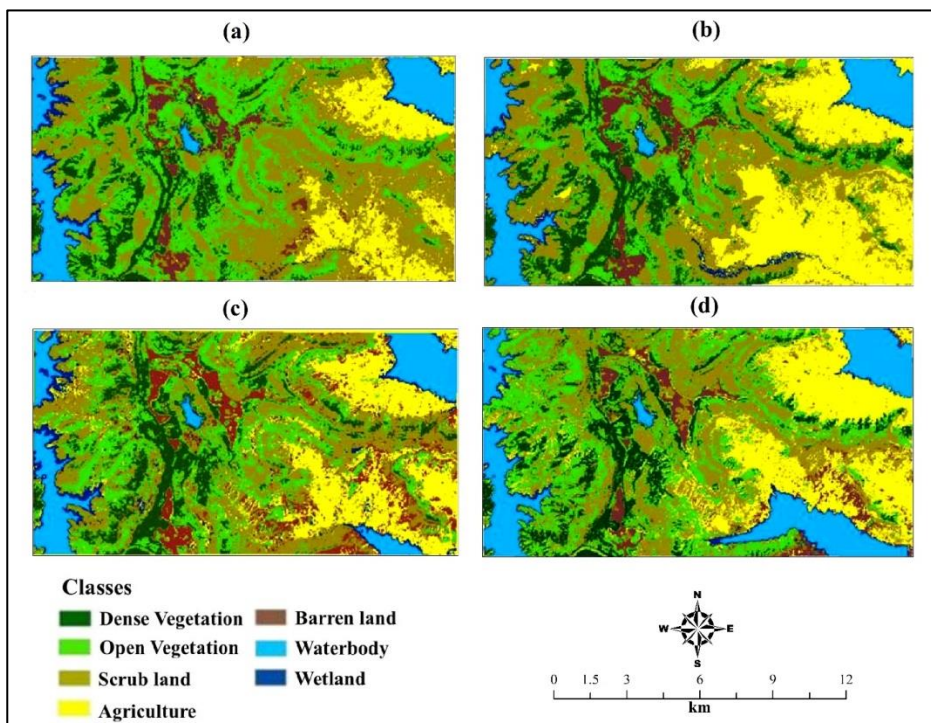 (a)
(b)
(c)
(d)
Classes
Dense Vegetation
Barren land
Open Vegetation
Waterbody
Scrub land
Wetland
Agriculture
N
W
E
S
0 1.5 3 6 9 12
km